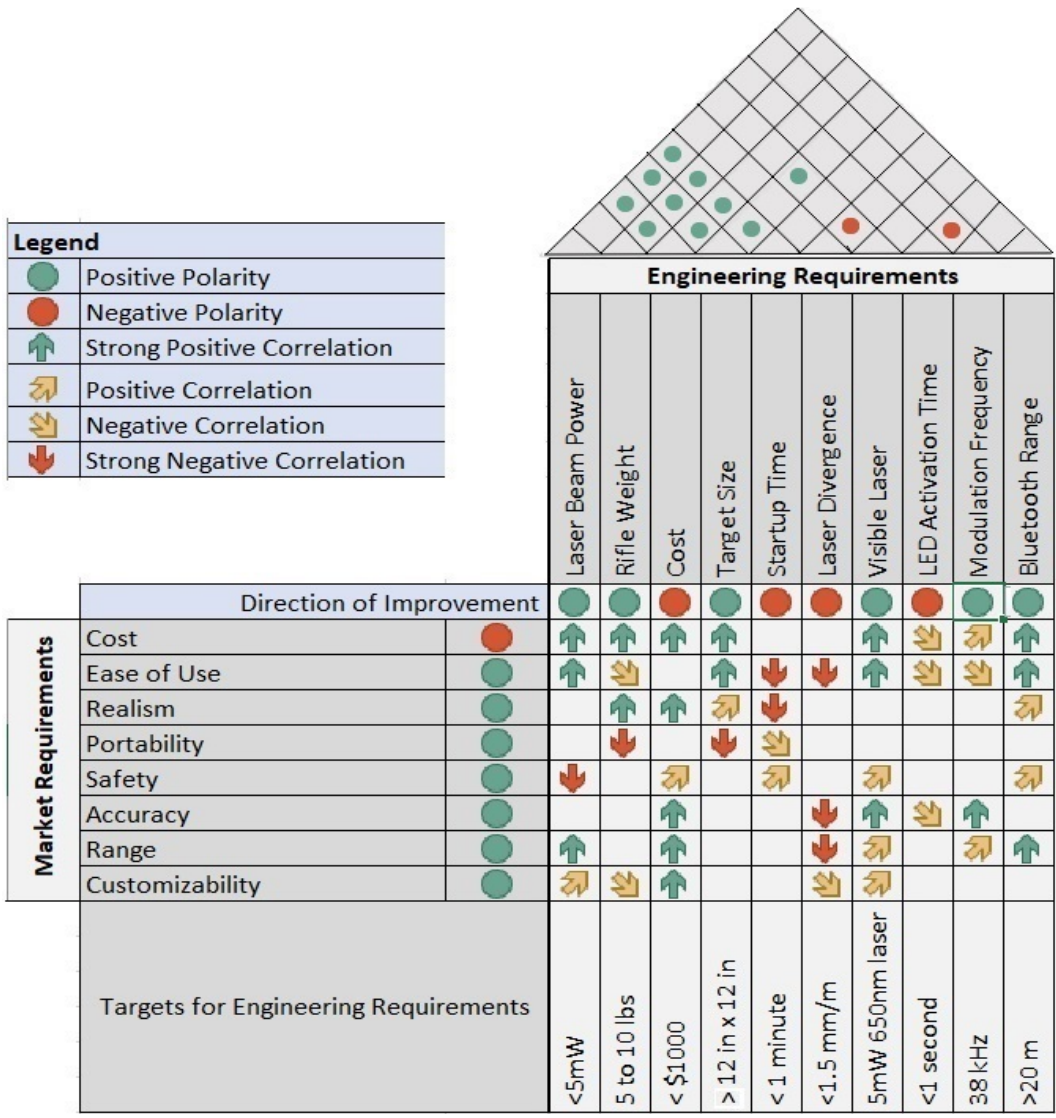 Legend
Positive Polarity
Negative Polarity
Strong Positive Correlation
Positive Correlation
Negative Correlation
Strong Negative Correlation
Engineering Requirements
Laser Beam Power
Rifle Weight
Cost
Target Size
Startup Time
Laser Divergence
Visible Laser
LED Activation Time
Modulation Frequency
Bluetooth Range
Direction of Improvement
Market Requirements
Cost
Ease of Use
Realism
Portability
Safety
Accuracy
Range
Customizability
Targets for Engineering Requirements
<5mW
5 to 10 lbs
< $1000
> 12 in x 12 in
< 1 minute
<1.5 mm/m
5mW 650nm laser
<1 second
38 kHz
>20 m